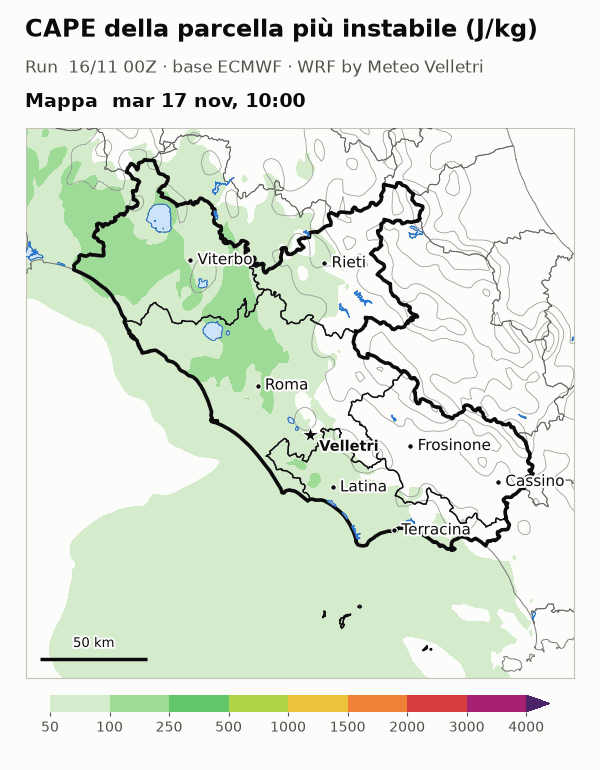 CAPE della parcella più instabile (J/kg)
Run  16/11 00Z · base ECMWF · WRF by Meteo Velletri
Mappa  mar 17 nov, 10:00
Viterbo
Rieti
Roma
Velletri
Frosinone
Cassino
Latina
Terracina
50 km
50 100 250 500 1000 1500 2000 3000 4000